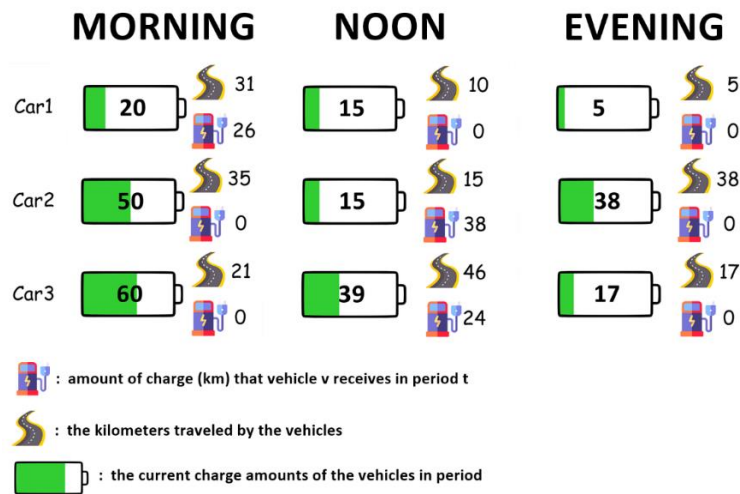 MORNING NOON EVENING
31 10 5
Car1 20 15 5
26 0 0
35 15 38
Car2 50 15 38
0 38 0
21 46 17
Car3 60 39 17
0 24 0
: amount of charge (km) that vehicle v receives in period t
: the kilometers traveled by the vehicles
: the current charge amounts of the vehicles in period